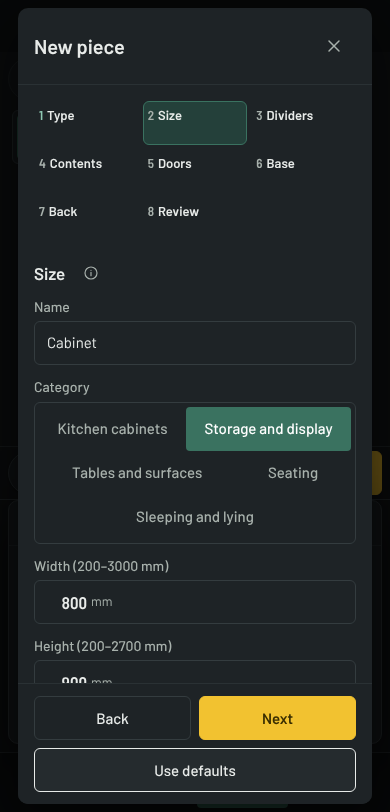 New piece
1 Type
2 Size
3 Dividers
4 Contents
5 Doors
6 Base
7 Back
8 Review
Size
Name
Cabinet
Category
Kitchen cabinets
Storage and display
Tables and surfaces
Seating
Sleeping and lying
Width (200–3000 mm)
800 mm
Height (200–2700 mm)
900 mm
Back
Next
Use defaults